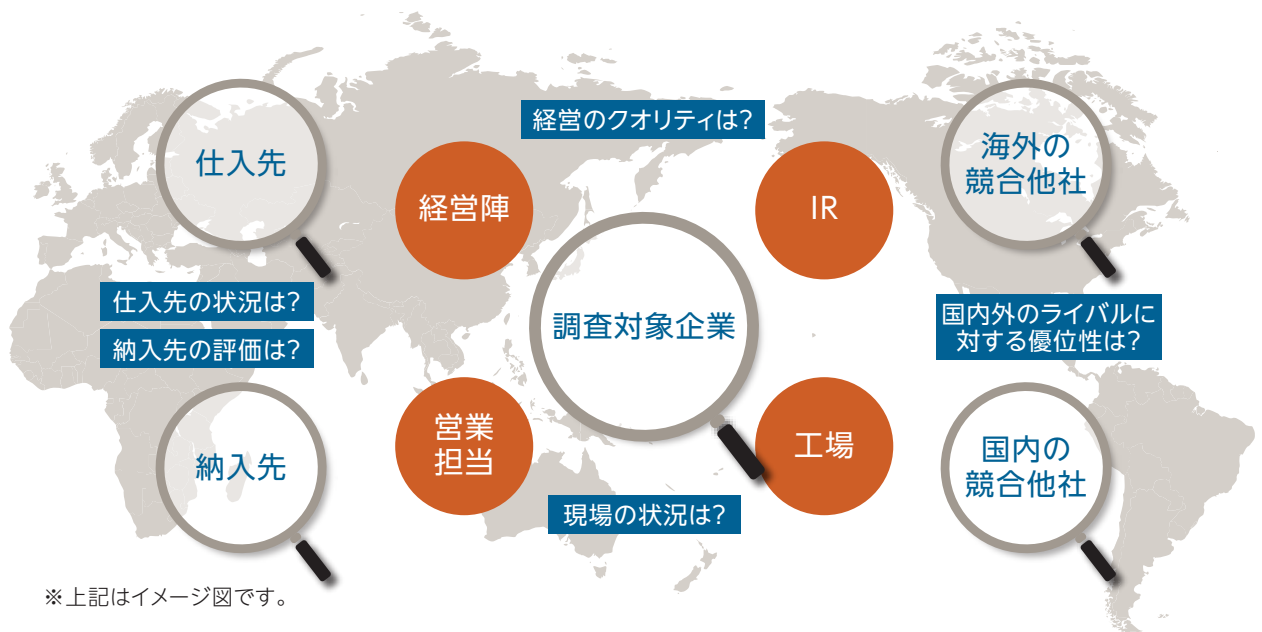 経営のクオリティは?
仕入先
経営陣
IR
海外の
競合他社
調査対象企業
仕入先の状況は?
納入先の評価は?
国内外のライバルに
対する優位性は?
納入先
営業
担当
工場
国内の
競合他社
現場の状況は?
※上記はイメージ図です。